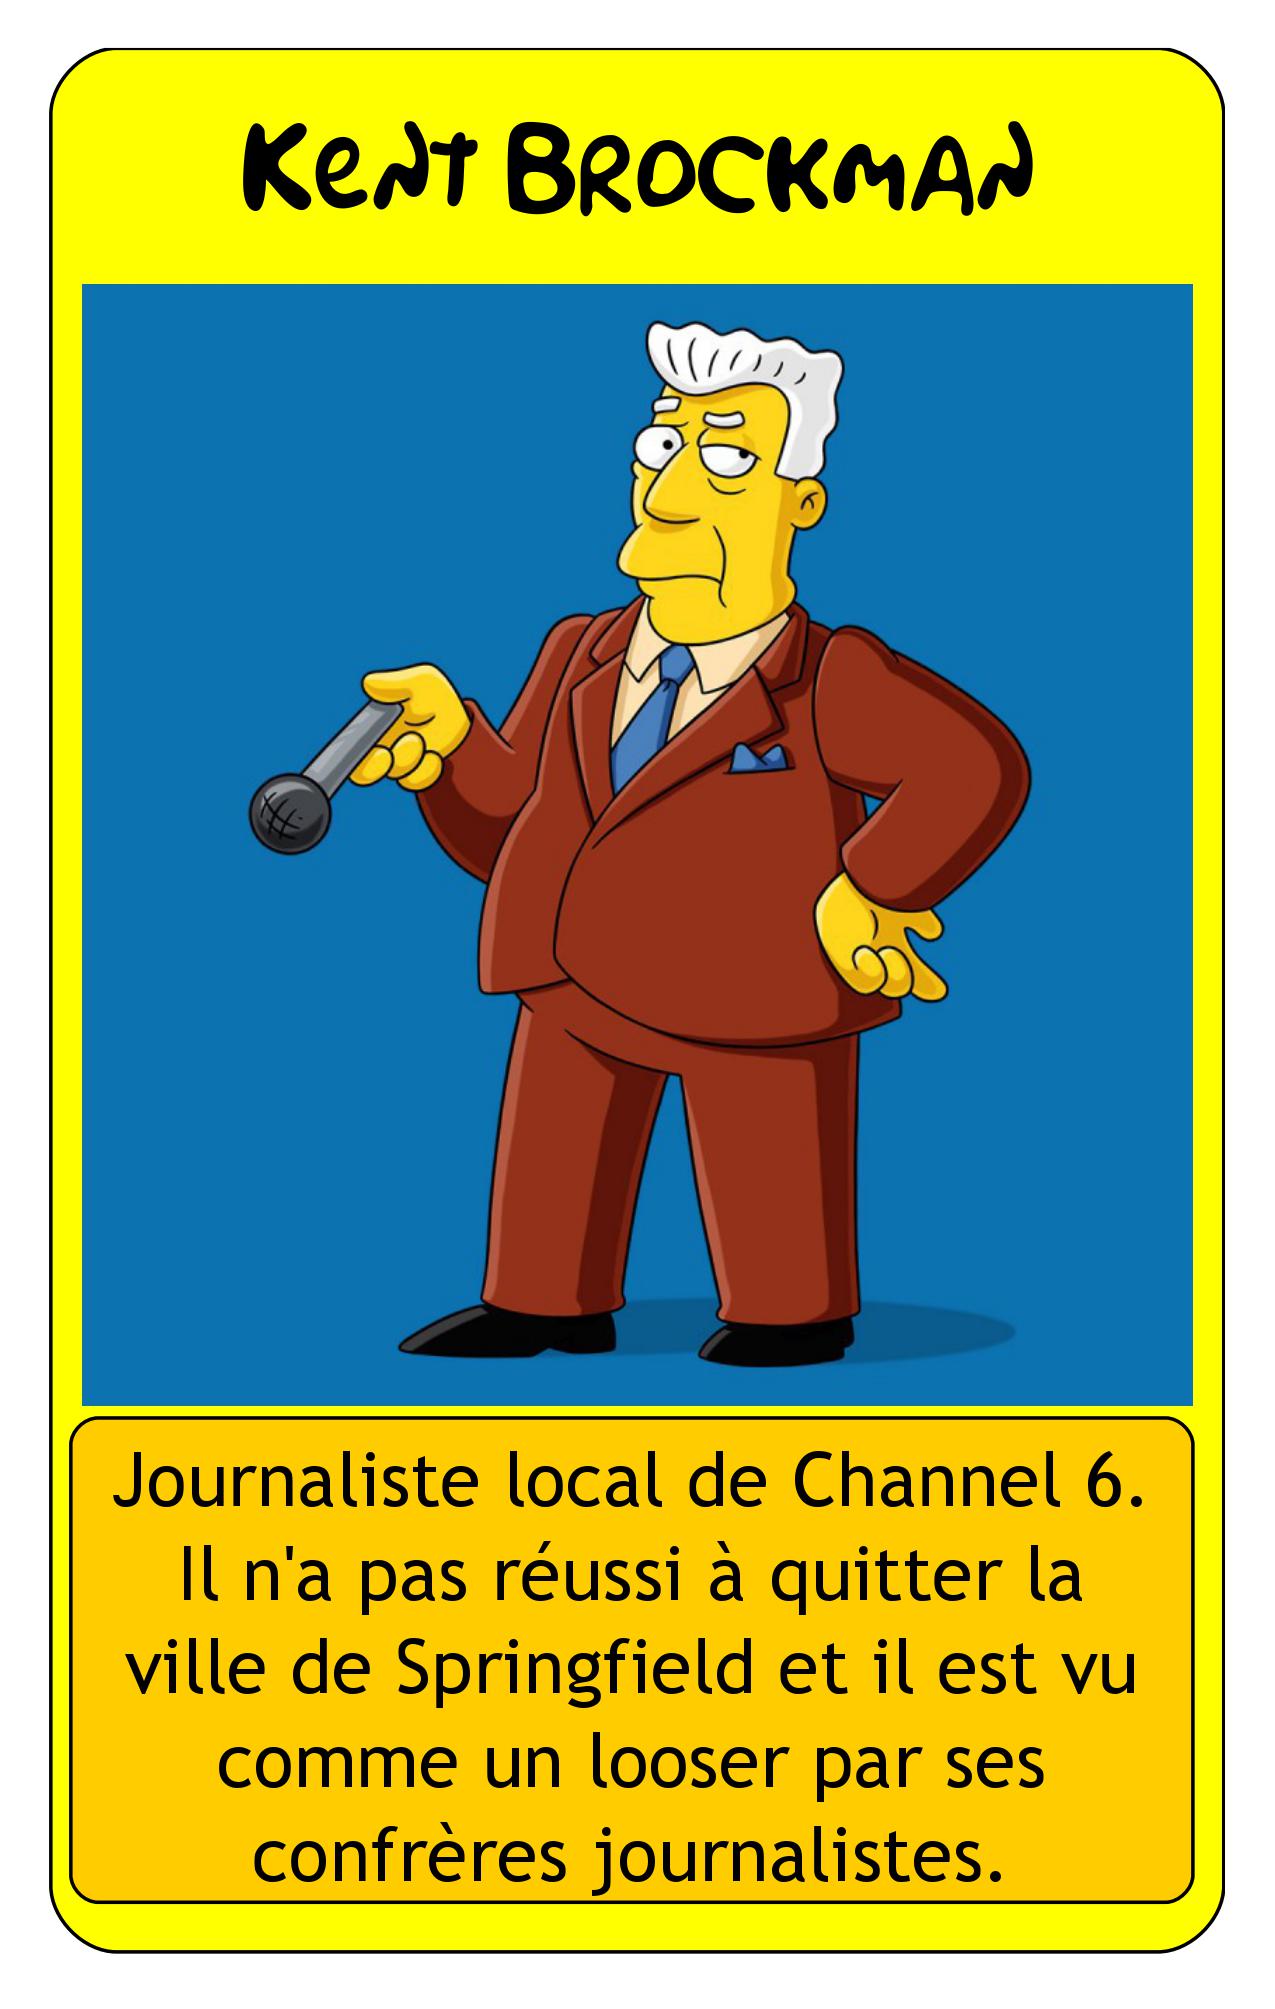 Kent Brockman
Journaliste local de Channel 6.
Il n'a pas réussi à quitter la
ville de Springfield et il est vu
comme un looser par ses
confrères journalistes.